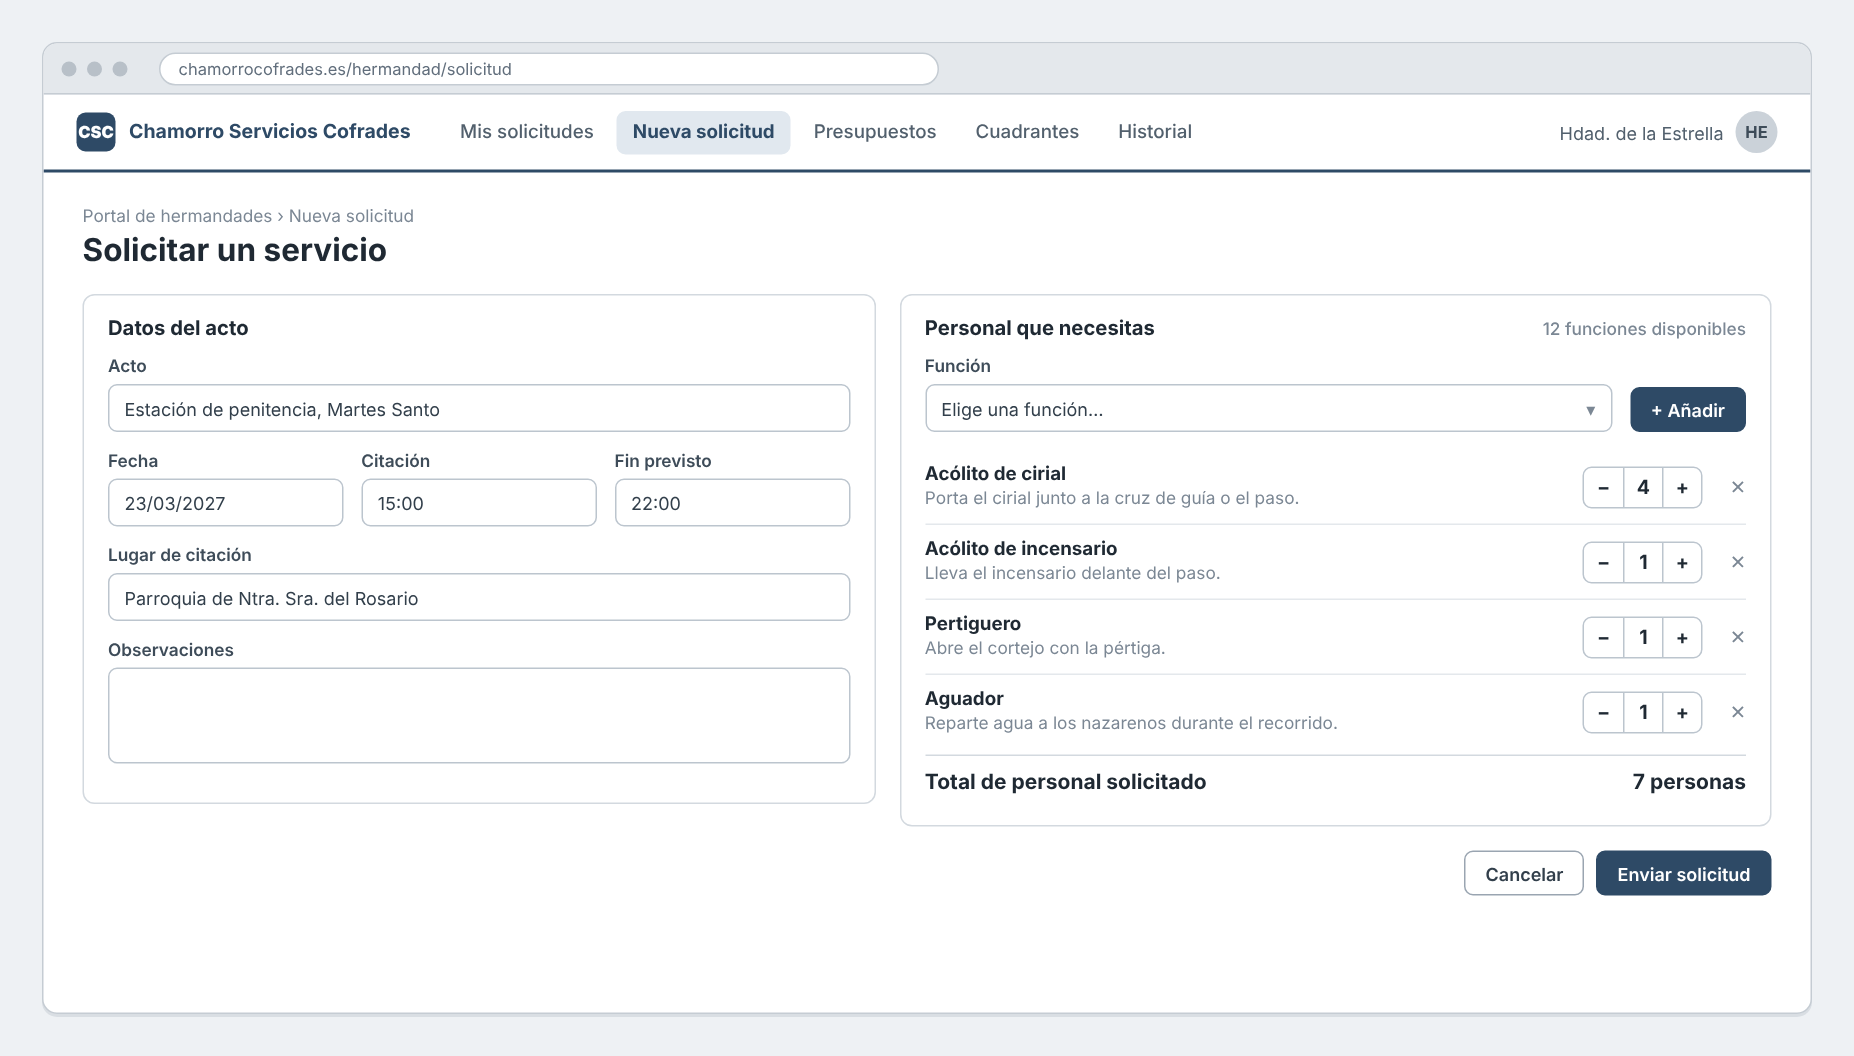 chamorrocofrades.es/hermandad/solicitud
CSC Chamorro Servicios Cofrades Mis solicitudes Nueva solicitud Presupuestos Cuadrantes Historial Hdad. de la Estrella HE
Portal de hermandades › Nueva solicitud
Solicitar un servicio
Datos del acto
Acto
Estación de penitencia, Martes Santo
Fecha Citación Fin previsto
23/03/2027 15:00 22:00
Lugar de citación
Parroquia de Ntra. Sra. del Rosario
Observaciones
Personal que necesitas 12 funciones disponibles
Función
Elige una función... ▾ + Añadir
Acólito de cirial
Porta el cirial junto a la cruz de guía o el paso.
– 4 + ×
Acólito de incensario
Lleva el incensario delante del paso.
– 1 + ×
Pertiguero
Abre el cortejo con la pértiga.
– 1 + ×
Aguador
Reparte agua a los nazarenos durante el recorrido.
– 1 + ×
Total de personal solicitado 7 personas
Cancelar Enviar solicitud